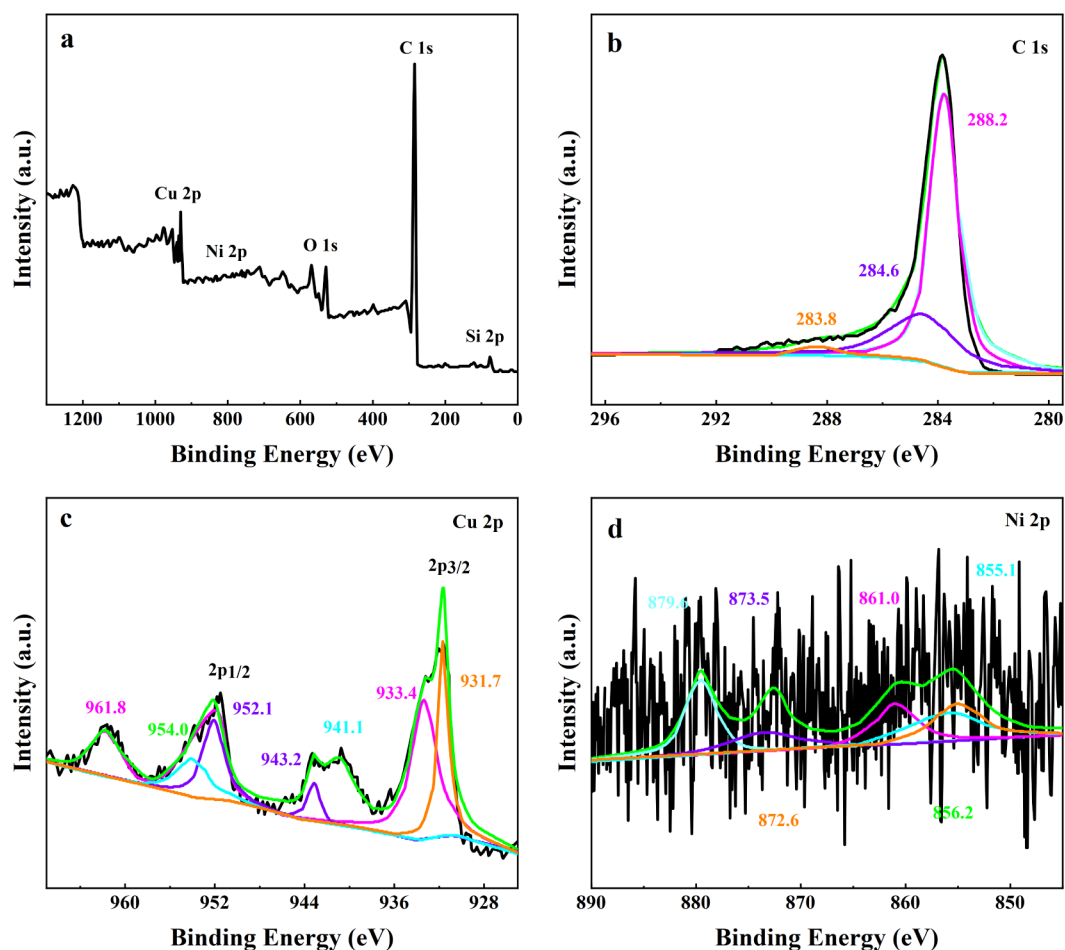 a
C 1s
Cu 2p
Ni 2p
O 1s
Si 2p
Intensity (a.u.)
1200 1000 800 600 400 200 0
Binding Energy (eV)
b
C 1s
288.2
284.6
283.8
Intensity (a.u.)
296 292 288 284 280
Binding Energy (eV)
c
Cu 2p
2p3/2
2p1/2
961.8
954.0
952.1
943.2
941.1
933.4
931.7
Intensity (a.u.)
960 952 944 936 928
Binding Energy (eV)
d
Ni 2p
879.6
873.5
861.0
855.1
872.6
856.2
Intensity (a.u.)
890 880 870 860 850
Binding Energy (eV)